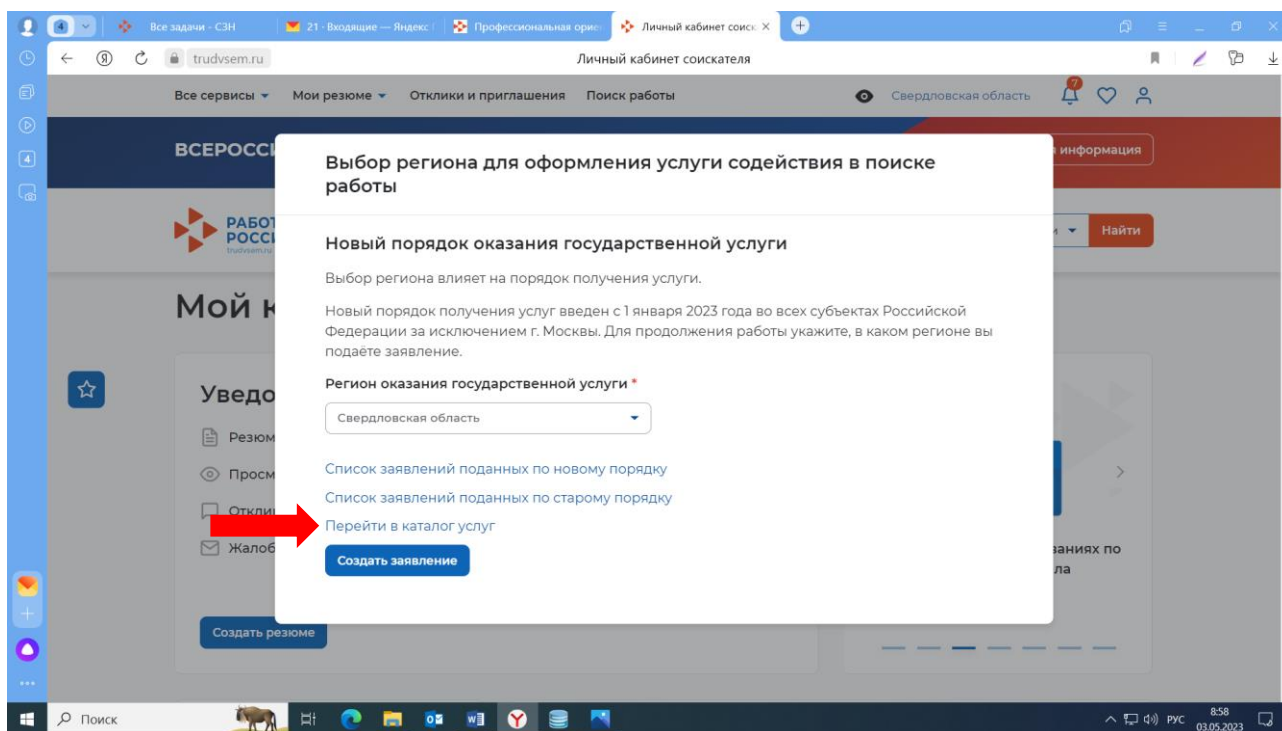 4
Все задачи - СЗН
21 · Входящие — Яндекс
Профессиональная орие
Личный кабинет соиск
trudvsem.ru
Личный кабинет соискателя
Все сервисы
Мои резюме
Отклики и приглашения
Поиск работы
Свердловская область
7
4
ВСЕРОССИ
информация
РАБОТ
РОССИ
trudvsem.ru
Найти
Выбор региона для оформления услуги содействия в поиске
работы
Новый порядок оказания государственной услуги
Выбор региона влияет на порядок получения услуги.
Новый порядок получения услуг введен с 1 января 2023 года во всех субъектах Российской
Федерации за исключением г. Москвы. Для продолжения работы укажите, в каком регионе вы
подаёте заявление.
Регион оказания государственной услуги *
Свердловская область
Список заявлений поданных по новому порядку
Список заявлений поданных по старому порядку
Перейти в каталог услуг
Создать заявление
Мой к
Уведо
Резюм
Просм
Откли
Жалоб
Создать резюме
ваниях по
ла
Поиск
РУС
8:58
03.05.2023